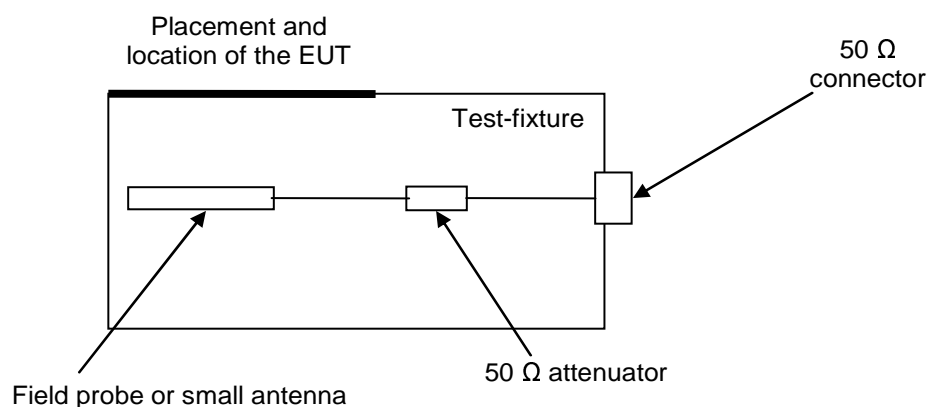 Placement and
location of the EUT
50 Ω
connector
Test-fixture
50 Ω attenuator
Field probe or small antenna